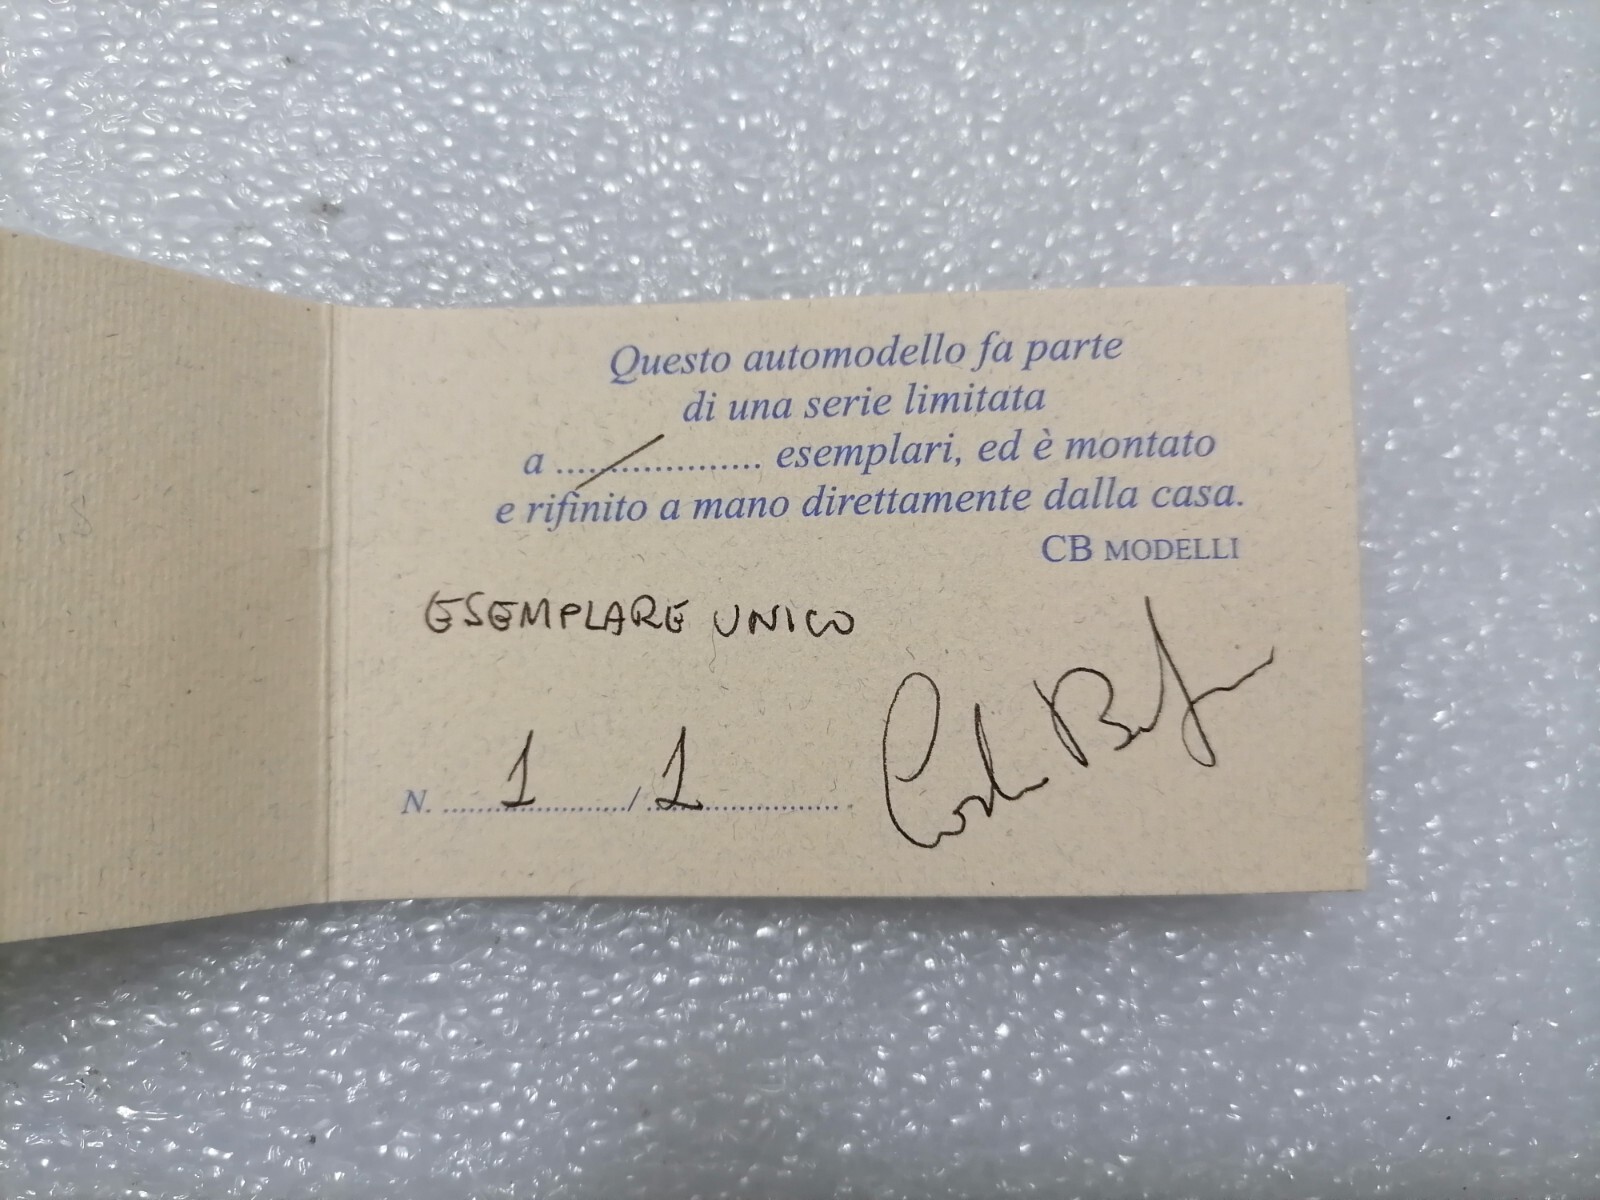 Questo automodello fa parte
di una serie limitata
a .................... esemplari, ed è montato
e rifinito a mano direttamente dalla casa.
CB MODELLI
ESEMPLARE UNICO
N. ....1..../....1....